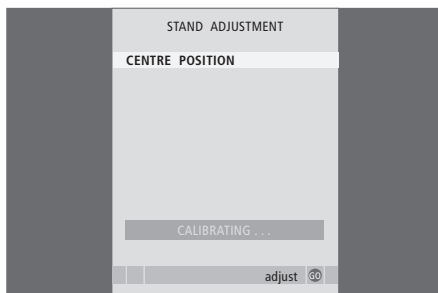 STAND ADJUSTMENT
CENTRE POSITION
CALIBRATING . . .
adjust GO